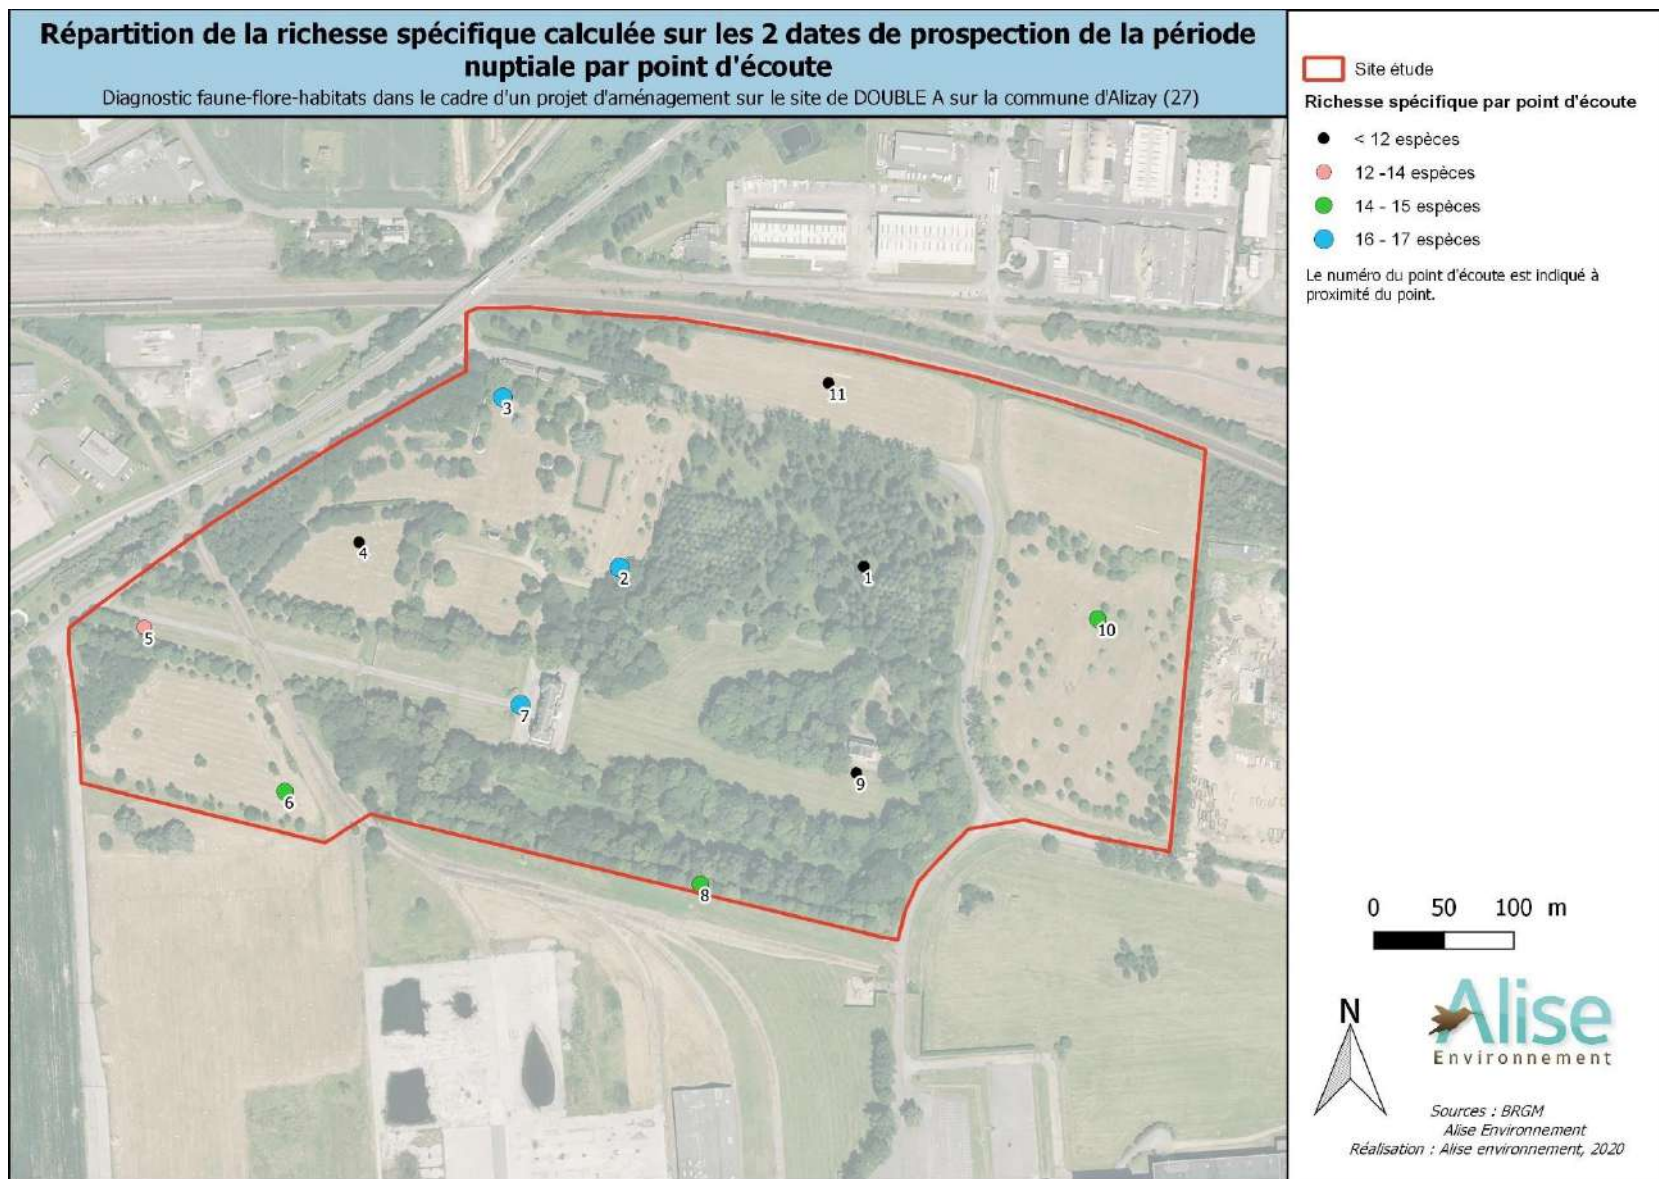 Répartition de la richesse spécifique calculée sur les 2 dates de prospection de la période
nuptiale par point d'écoute
Diagnostic faune-flore-habitats dans le cadre d'un projet d'aménagement sur le site de DOUBLE A sur la commune d'Alizay (27)
Site étude
Richesse spécifique par point d'écoute
< 12 espèces
12 -14 espèces
14 - 15 espèces
16 - 17 espèces
Le numéro du point d'écoute est indiqué à
proximité du point.
11
3
4
2
1
10
5
7
9
6
8
0 50 100 m
N
Alise
Environnement
Sources : BRGM
Alise Environnement
Réalisation : Alise environnement, 2020